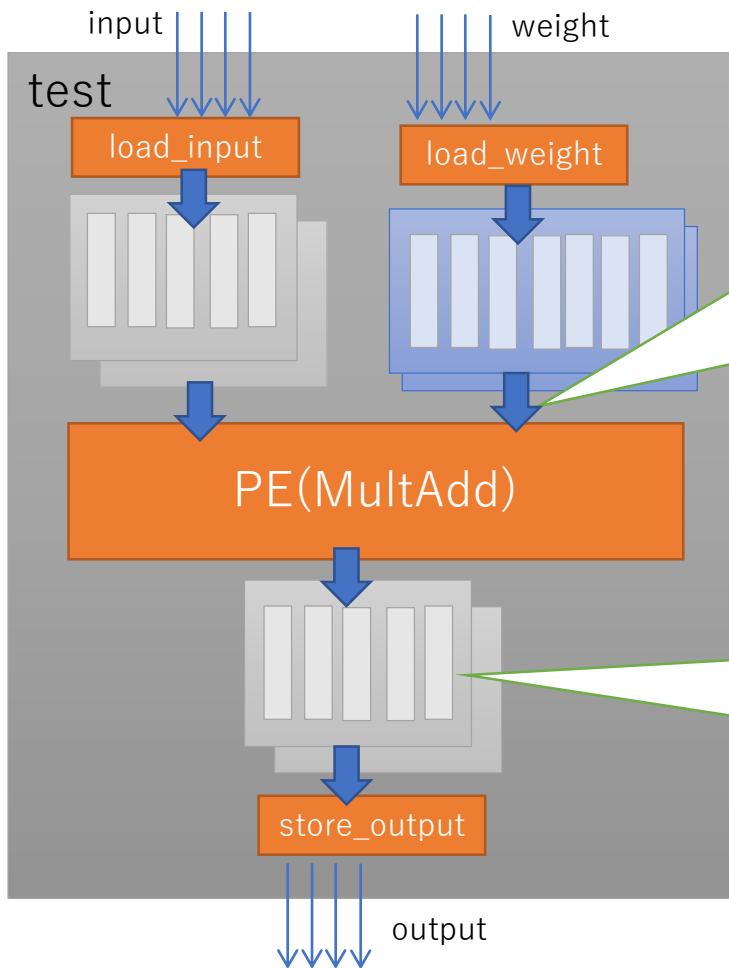 input
weight
test
load_input
load_weight
PE(MultAdd)
store_output
output